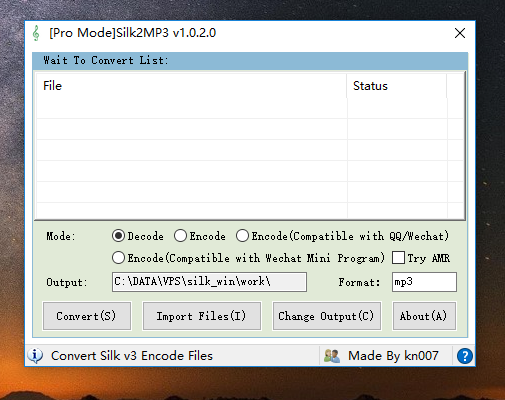 [Pro Mode]Silk2MP3 v1.0.2.0
Wait To Convert List:
File Status
Mode: Decode Encode Encode(Compatible with QQ/Wechat)
Encode(Compatible with Wechat Mini Program) Try AMR
Output: C:\DATA\VPS\silk_win\work\ Format: mp3
Convert(S) Import Files(I) Change Output(C) About(A)
Convert Silk v3 Encode Files Made By kn007